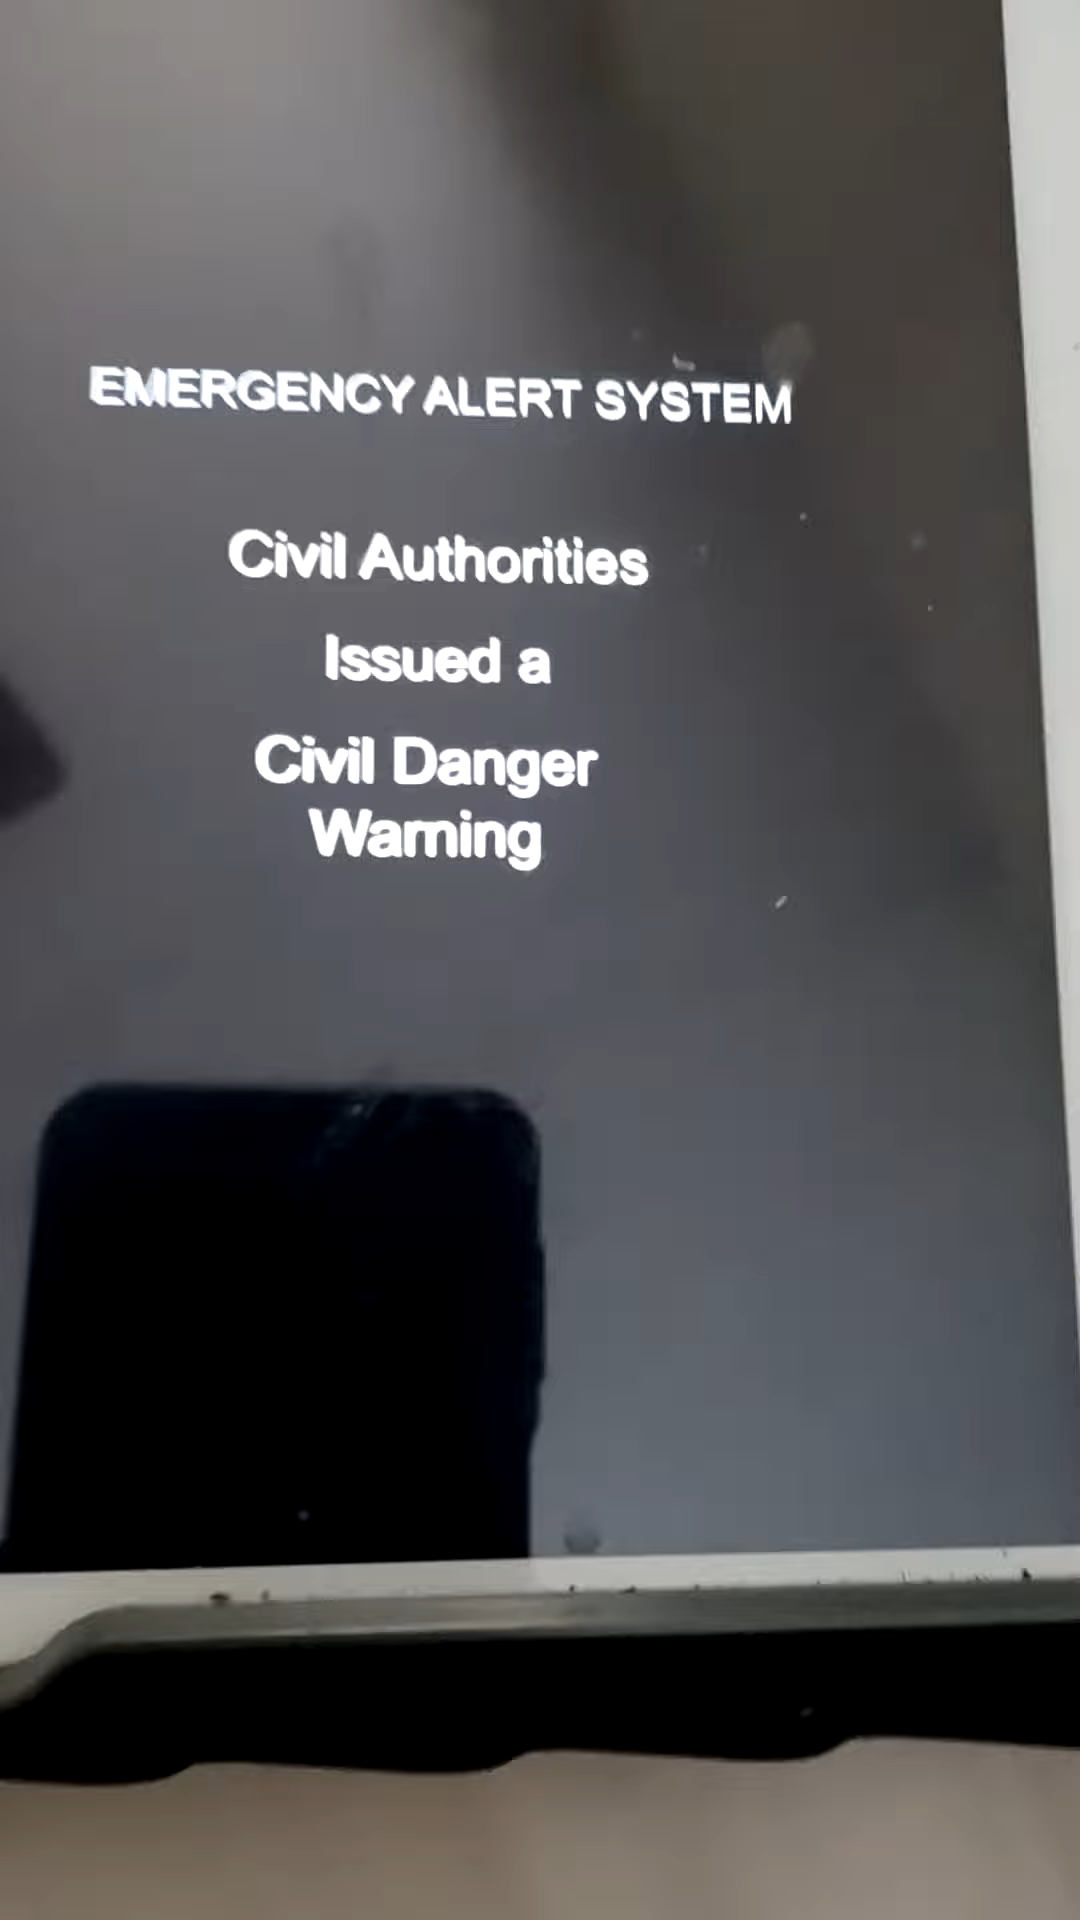 EMERGENCY ALERT SYSTEM
Civil Authorities
Issued a
Civil Danger
Warning